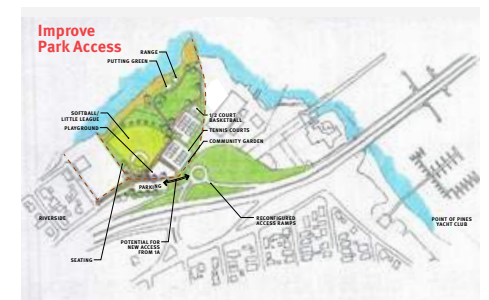 Improve
Park Access
RANGE
PUTTING GREEN
SOFTBALL/
LITTLE LEAGUE
PLAYGROUND
1/2 COURT
BASKETBALL
TENNIS COURTS
COMMUNITY GARDEN
PARKING
RIVERSIDE
SEATING
POTENTIAL FOR
NEW ACCESS
FROM 1A
RECONFIGURED
ACCESS RAMPS
POINT OF PINES
YACHT CLUB